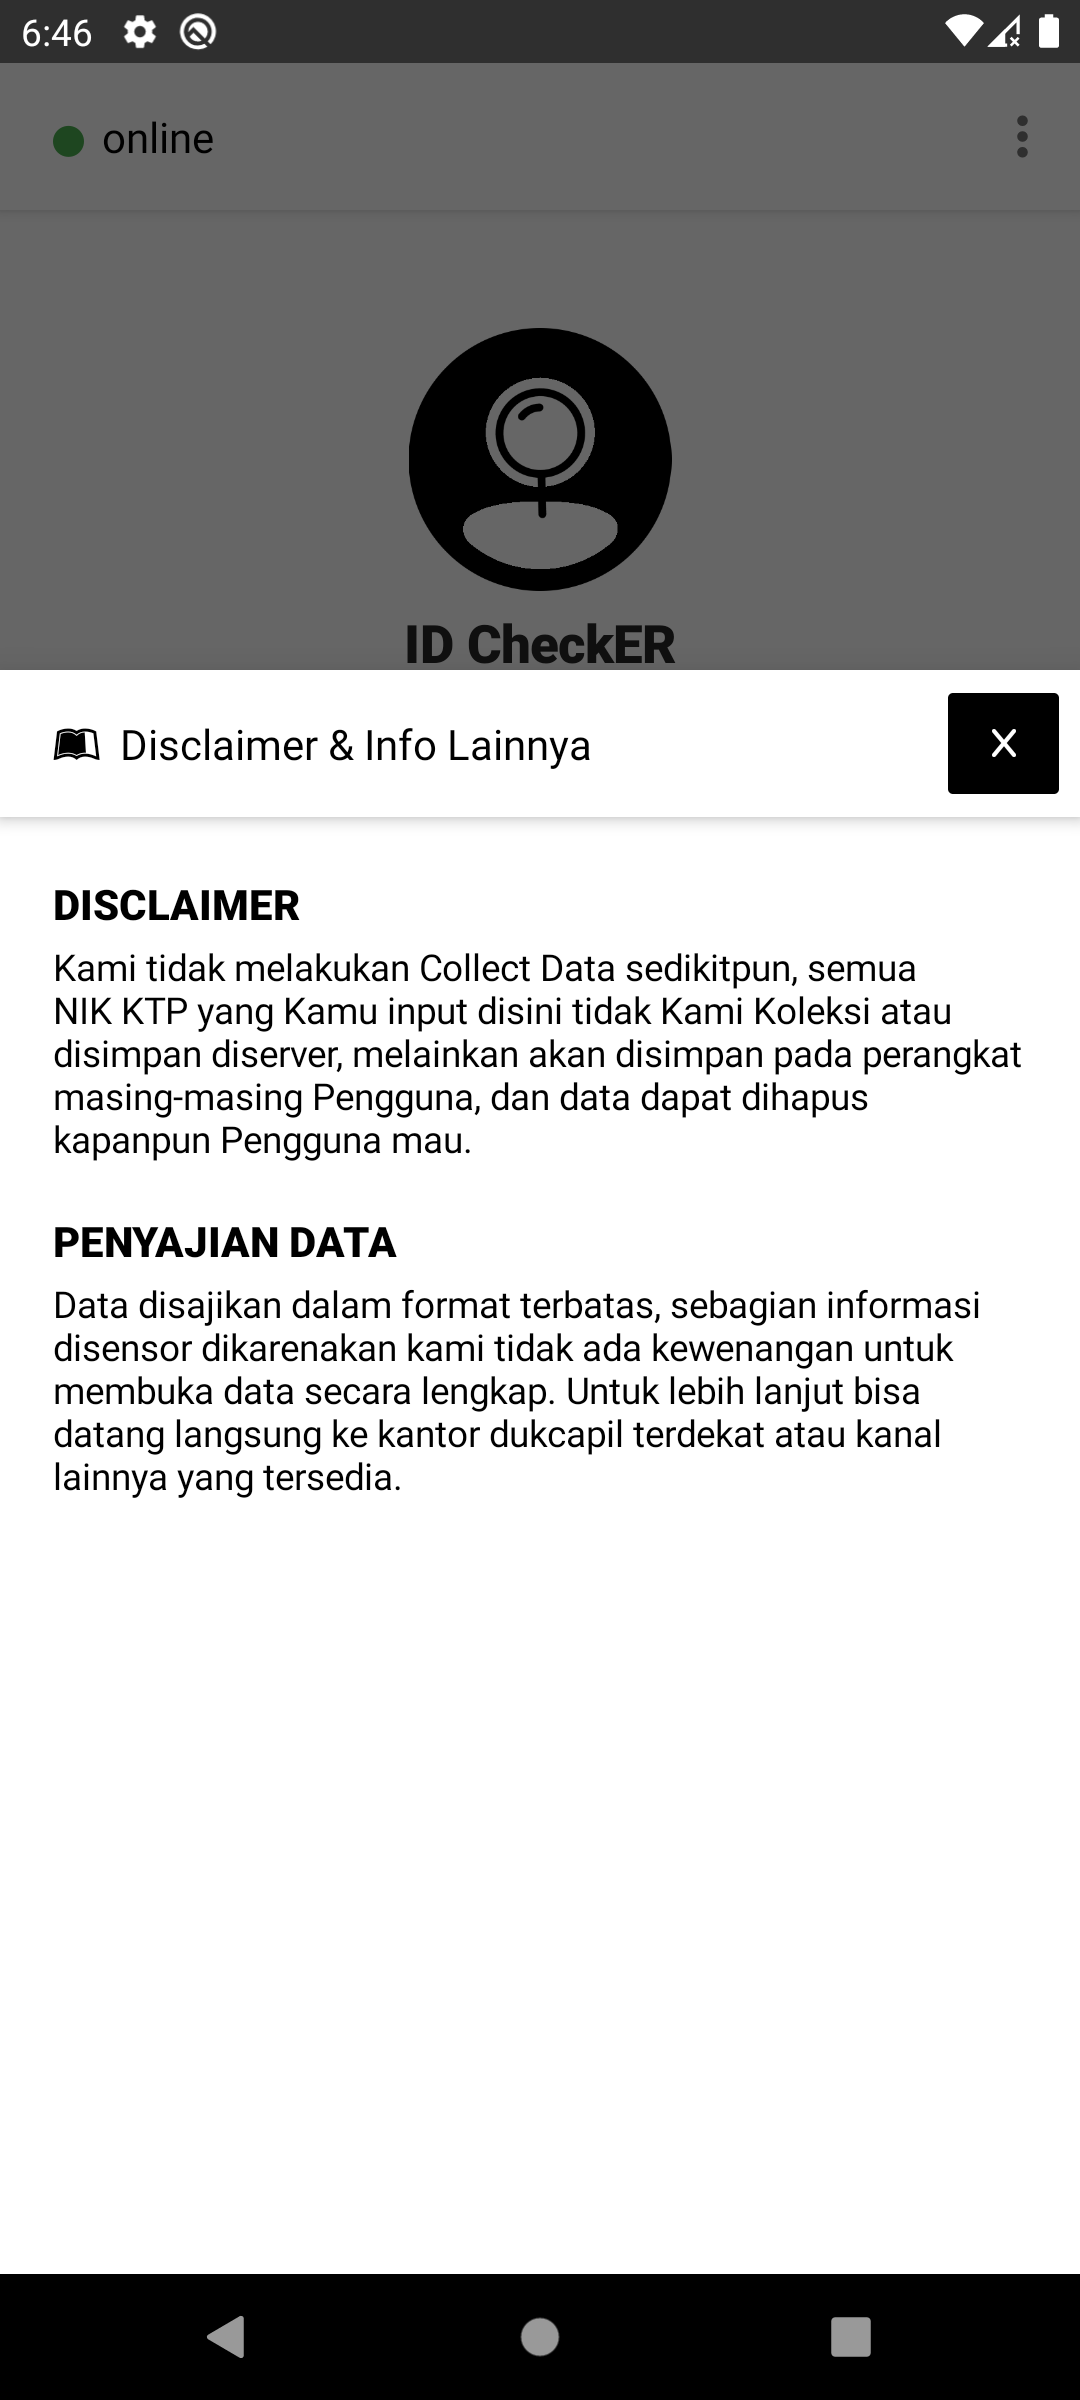 6:46
online
ID CheckER
Disclaimer & Info Lainnya
X
DISCLAIMER
Kami tidak melakukan Collect Data sedikitpun, semua
NIK KTP yang Kamu input disini tidak Kami Koleksi atau
disimpan diserver, melainkan akan disimpan pada perangkat
masing-masing Pengguna, dan data dapat dihapus
kapanpun Pengguna mau.
PENYAJIAN DATA
Data disajikan dalam format terbatas, sebagian informasi
disensor dikarenakan kami tidak ada kewenangan untuk
membuka data secara lengkap. Untuk lebih lanjut bisa
datang langsung ke kantor dukcapil terdekat atau kanal
lainnya yang tersedia.